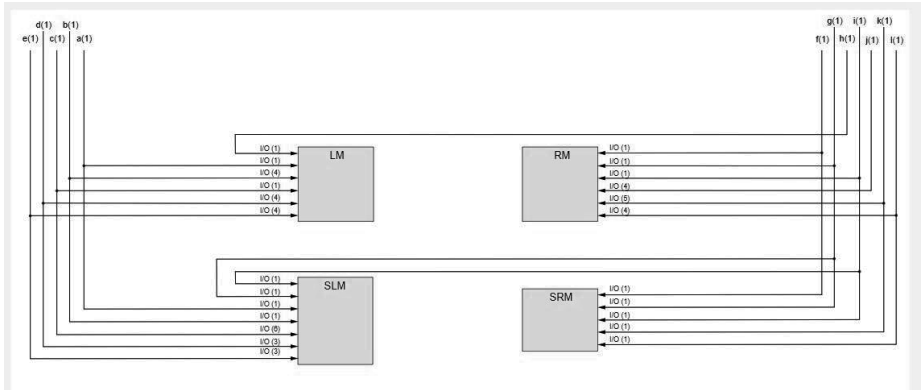 d(1) b(1)
e(1) c(1) a(1)
g(1) i(1) k(1)
f(1) h(1) j(1) l(1)
I/O (1)
I/O (1)
I/O (4)
I/O (1)
I/O (4)
I/O (4)
LM
RM
I/O (1)
I/O (1)
I/O (1)
I/O (4)
I/O (5)
I/O (4)
I/O (1)
I/O (1)
I/O (1)
I/O (1)
I/O (6)
I/O (3)
I/O (3)
SLM
SRM
I/O (1)
I/O (1)
I/O (1)
I/O (1)
I/O (1)